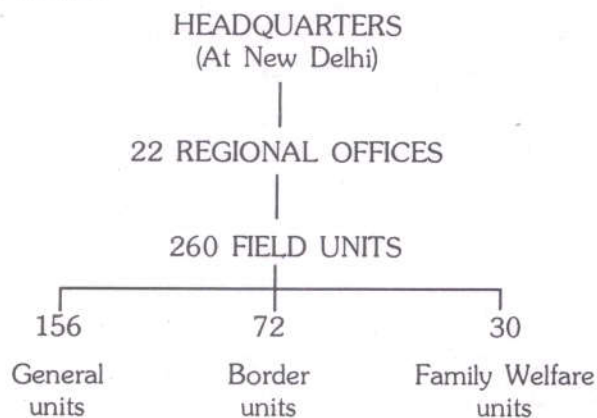 HEADQUARTERS
(At New Delhi)
22 REGIONAL OFFICES
260 FIELD UNITS
156 72 30
General Border Family Welfare
units units units